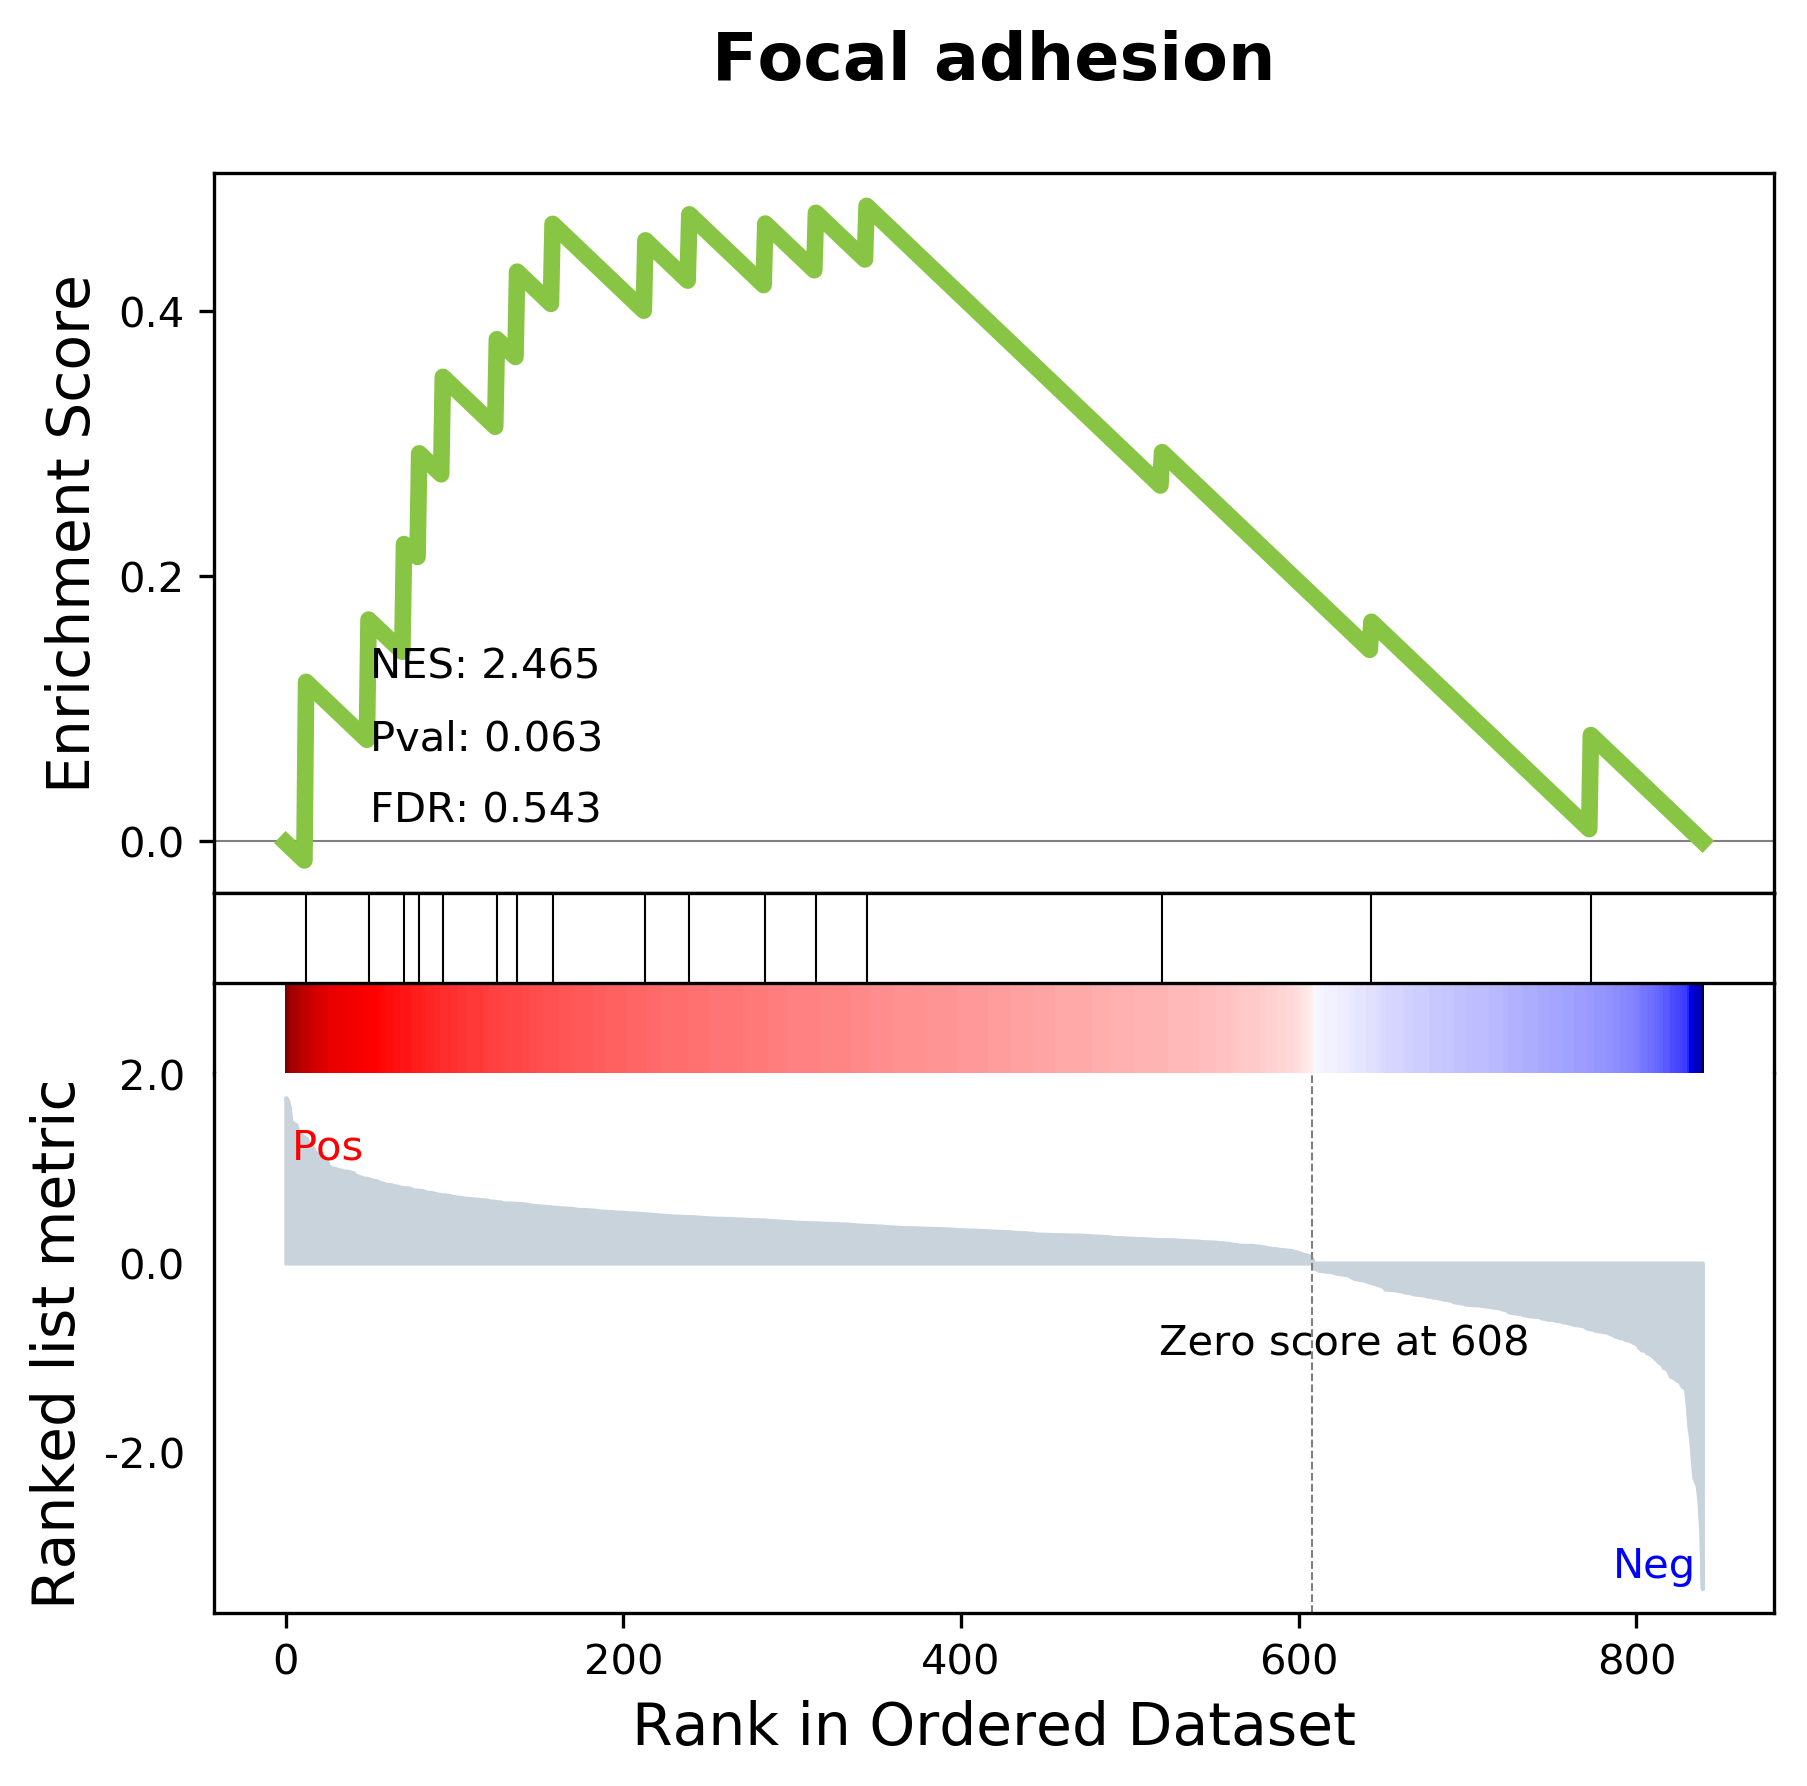 Focal adhesion
Enrichment Score
0.4
0.2
0.0
NES: 2.465
Pval: 0.063
FDR: 0.543
Ranked list metric
2.0
0.0
-2.0
Pos
Zero score at 608
Neg
0 200 400 600 800
Rank in Ordered Dataset